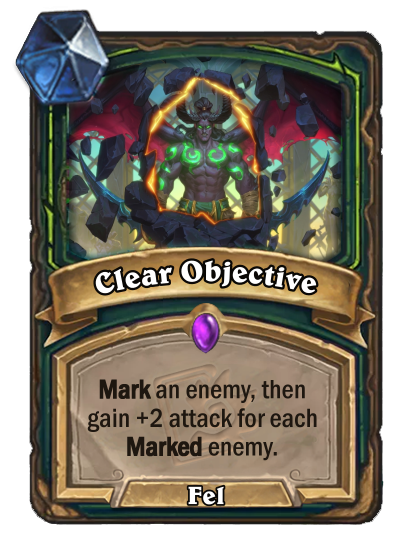 Clear Objective
Mark an enemy, then
gain +2 attack for each
Marked enemy.
Fel